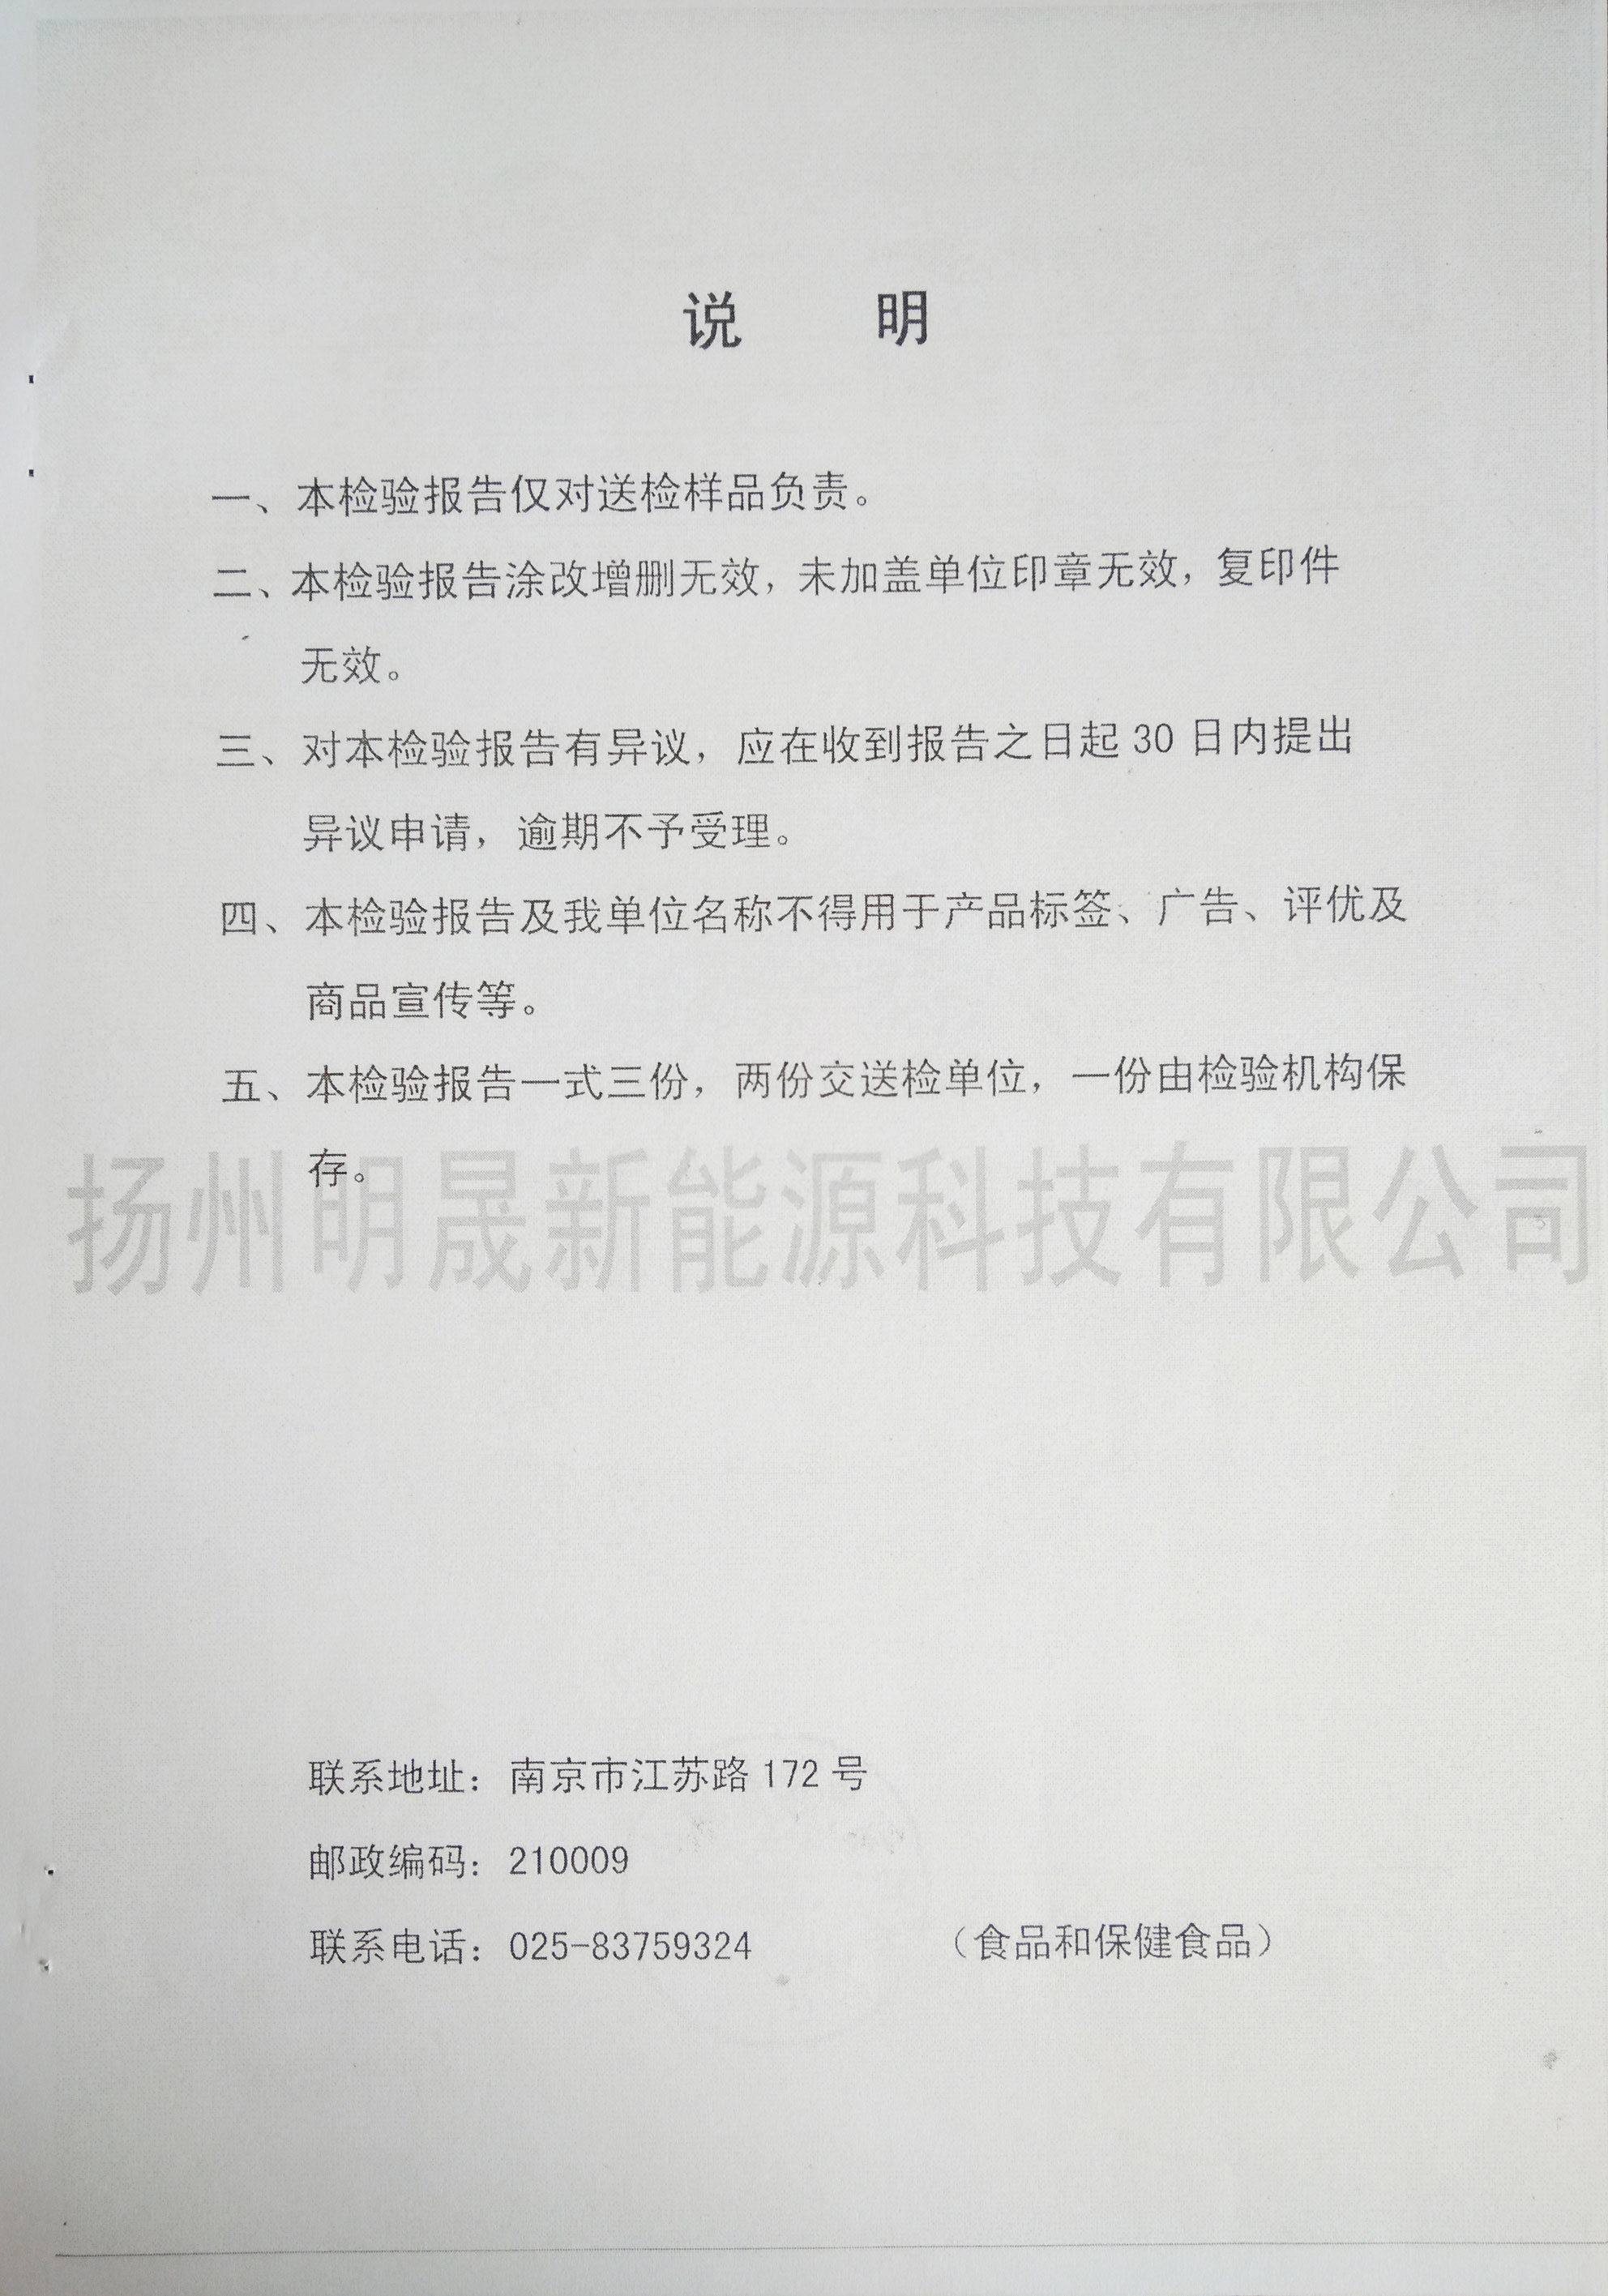 说 明
一、本检验报告仅对送检样品负责。
二、本检验报告涂改增删无效，未加盖单位印章无效，复印件
无效。
三、对本检验报告有异议，应在收到报告之日起 30 日内提出
异议申请，逾期不予受理。
四、本检验报告及我单位名称不得用于产品标签、广告、评优及
商品宣传等。
五、本检验报告一式三份，两份交送检单位，一份由检验机构保
存。
扬州明晟新能源科技有限公司
联系地址：南京市江苏路 172 号
邮政编码：210009
联系电话：025-83759324 （食品和保健食品）